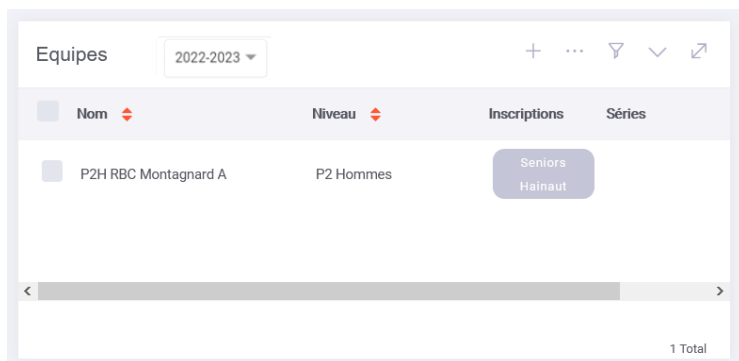 Equipes
2022-2023
Nom
Niveau
Inscriptions
Séries
P2H RBC Montagnard A
P2 Hommes
Seniors
Hainaut
1 Total